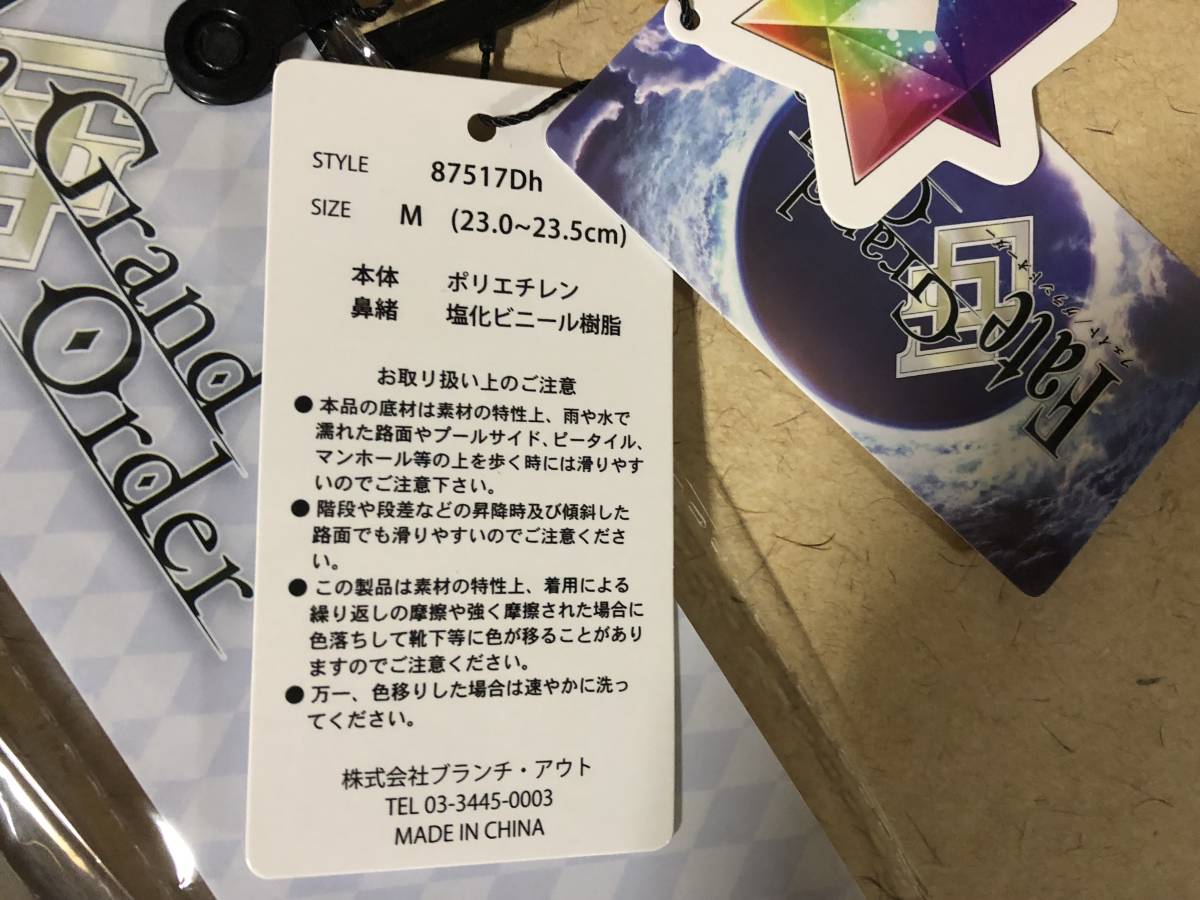 Grand
Order
STYLE 87517Dh
SIZE M (23.0~23.5cm)
本体 ポリエチレン
鼻緒 塩化ビニール樹脂
お取り扱い上のご注意
● 本品の底材は素材の特性上、雨や水で
濡れた路面やプールサイド、ピータイル、
マンホール等の上を歩く時には滑りやす
いのでご注意下さい。
● 階段や段差などの昇降時及び傾斜した
路面でも滑りやすいのでご注意くださ
い。
● この製品は素材の特性上、着用による
繰り返しの摩擦や強く摩擦された場合に
色落ちして靴下等に色が移ることがあり
ますのでご注意ください。
● 万一、色移りした場合は速やかに洗っ
てください。
株式会社ブランチ・アウト
TEL 03-3445-0003
MADE IN CHINA
Fate
フェイト/グランドオーダー
Grand